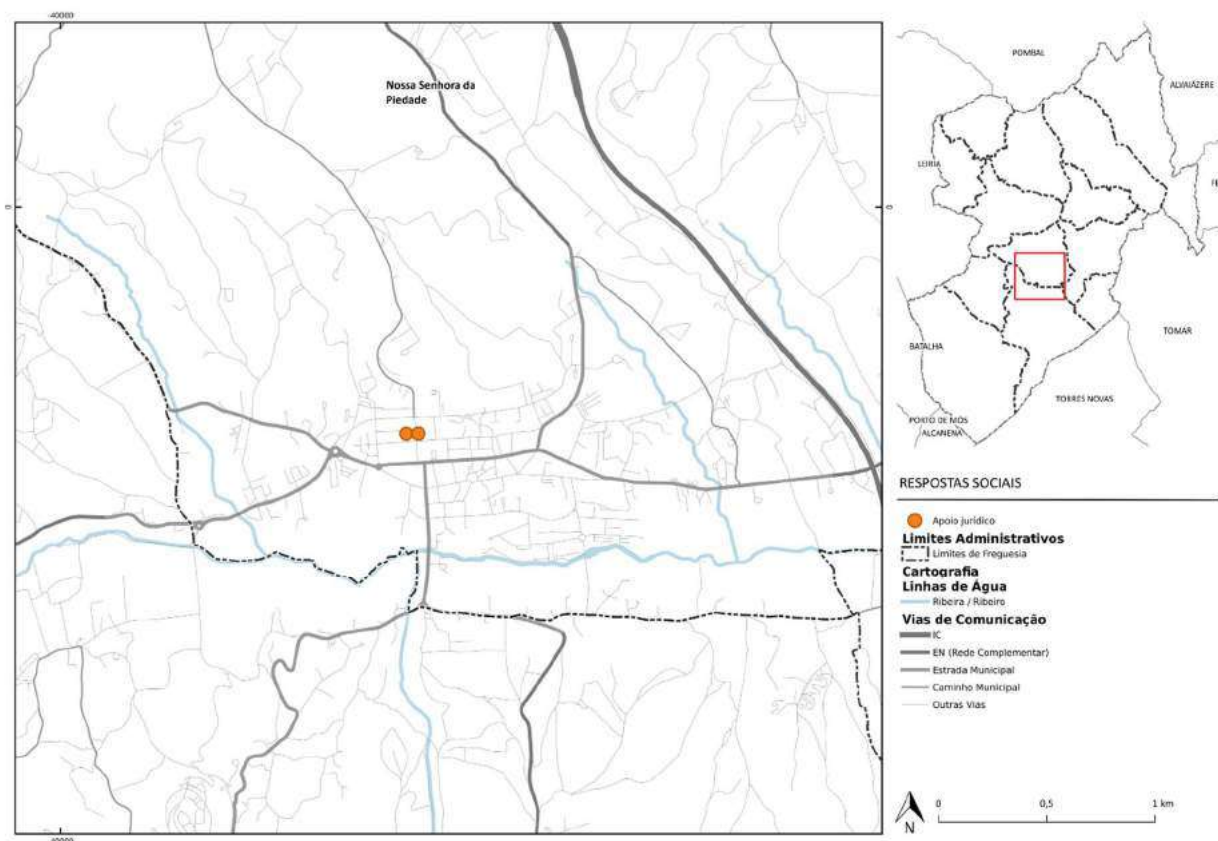 -40000
Nossa Senhora da
Piedade
0
0
POMBAL
ALVAIÁZERE
LEIRIA
TOMAR
BATALHA
TORRES NOVAS
PORTO DE MÓS
ALCANENA
RESPOSTAS SOCIAIS
Apoio jurídico
Limites Administrativos
Limites de Freguesia
Cartografia
Linhas de Água
Ribeira / Ribeiro
Vias de Comunicação
IC
EN (Rede Complementar)
Estrada Municipal
Caminho Municipal
Outras Vias
N
0
0,5
1 km